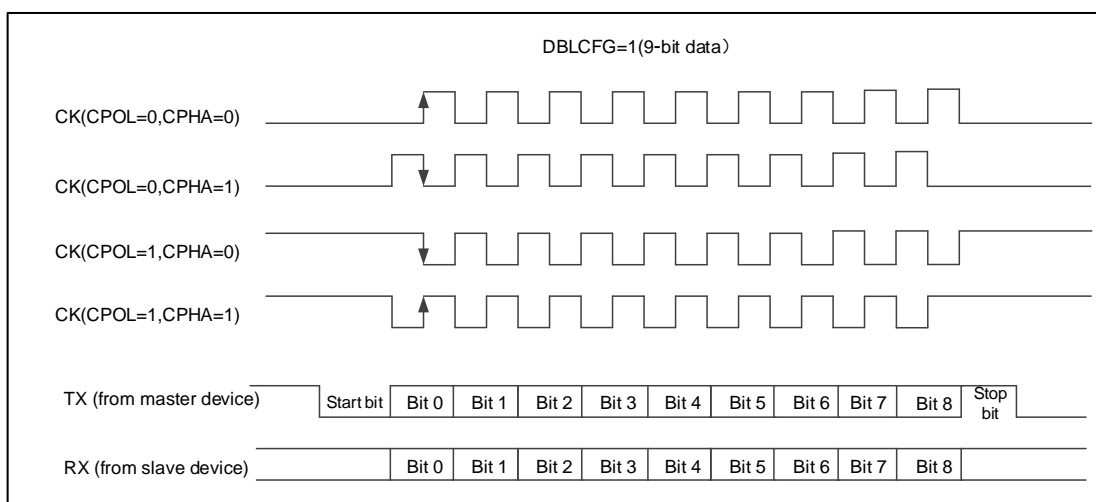 DBLCFG=1(9-bit data）
CK(CPOL=0,CPHA=0)
CK(CPOL=0,CPHA=1)
CK(CPOL=1,CPHA=0)
CK(CPOL=1,CPHA=1)
TX (from master device) Start bit Bit 0 Bit 1 Bit 2 Bit 3 Bit 4 Bit 5 Bit 6 Bit 7 Bit 8 Stop bit
RX (from slave device) Bit 0 Bit 1 Bit 2 Bit 3 Bit 4 Bit 5 Bit 6 Bit 7 Bit 8